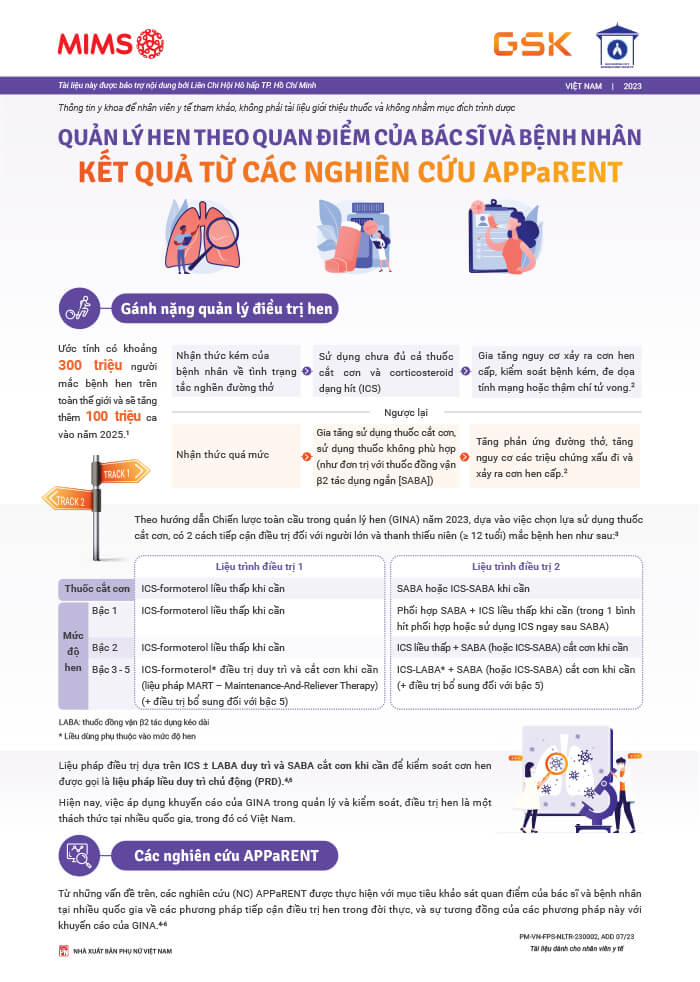 MIMS
GSK
Tài liệu này được bảo trợ nội dung bởi Liên Chi Hội Hô hấp TP. Hồ Chí Minh
VIỆT NAM | 2023
Thông tin y khoa để nhân viên y tế tham khảo, không phải tài liệu giới thiệu thuốc và không nhằm mục đích trình dược
QUẢN LÝ HEN THEO QUAN ĐIỂM CỦA BÁC SĨ VÀ BỆNH NHÂN
KẾT QUẢ TỪ CÁC NGHIÊN CỨU APPaRENT
Gánh nặng quản lý điều trị hen
Ước tính có khoảng
300 triệu người
mắc bệnh hen trên
toàn thế giới và sẽ tăng
thêm 100 triệu ca
vào năm 2025.¹
Nhận thức kém của
bệnh nhân về tình trạng
tắc nghẽn đường thở
Sử dụng chưa đủ cả thuốc
cắt cơn và corticosteroid
dạng hít (ICS)
Gia tăng nguy cơ xảy ra cơn hen
cấp, kiểm soát bệnh kém, đe dọa
tính mạng hoặc thậm chí tử vong.²
Ngược lại
Nhận thức quá mức
Gia tăng sử dụng thuốc cắt cơn,
sử dụng thuốc không phù hợp
(như đơn trị với thuốc đồng vận
β2 tác dụng ngắn [SABA])
Tăng phản ứng đường thở, tăng
nguy cơ các triệu chứng xấu đi và
xảy ra cơn hen cấp.²
TRACK 1
TRACK 2
Theo hướng dẫn Chiến lược toàn cầu trong quản lý hen (GINA) năm 2023, dựa vào việc chọn lựa sử dụng thuốc
cắt cơn, có 2 cách tiếp cận điều trị đối với người lớn và thanh thiếu niên (≥ 12 tuổi) mắc bệnh hen như sau:³
Liệu trình điều trị 1
Liệu trình điều trị 2
Thuốc cắt cơn
ICS-formoterol liều thấp khi cần
SABA hoặc ICS-SABA khi cần
Mức
độ
hen
Bậc 1
ICS-formoterol liều thấp khi cần
Phối hợp SABA + ICS liều thấp khi cần (trong 1 bình
hít phối hợp hoặc sử dụng ICS ngay sau SABA)
Bậc 2
ICS-formoterol liều thấp khi cần
ICS liều thấp + SABA (hoặc ICS-SABA) cắt cơn khi cần
Bậc 3 - 5
ICS-formoterol* điều trị duy trì và cắt cơn khi cần
(liệu pháp MART – Maintenance-And-Reliever Therapy)
(+ điều trị bổ sung đối với bậc 5)
ICS-LABA* + SABA (hoặc ICS-SABA) cắt cơn khi cần
(+ điều trị bổ sung đối với bậc 5)
LABA: thuốc đồng vận β2 tác dụng kéo dài
* Liều dùng phụ thuộc vào mức độ hen
Liệu pháp điều trị dựa trên ICS ± LABA duy trì và SABA cắt cơn khi cần để kiểm soát cơn hen
được gọi là liệu pháp liều duy trì chủ động (PRD).⁴,⁵
Hiện nay, việc áp dụng khuyến cáo của GINA trong quản lý và kiểm soát, điều trị hen là một
thách thức tại nhiều quốc gia, trong đó có Việt Nam.
Các nghiên cứu APPaRENT
Từ những vấn đề trên, các nghiên cứu (NC) APPaRENT được thực hiện với mục tiêu khảo sát quan điểm của bác sĩ và bệnh nhân
tại nhiều quốc gia về các phương pháp tiếp cận điều trị hen trong đời thực, và sự tương đồng của các phương pháp này với
khuyến cáo của GINA.⁴⁻⁶
NHÀ XUẤT BẢN PHỤ NỮ VIỆT NAM
PM-VN-FPS-NLTR-230002, ADD 07/23
Tài liệu dành cho nhân viên y tế